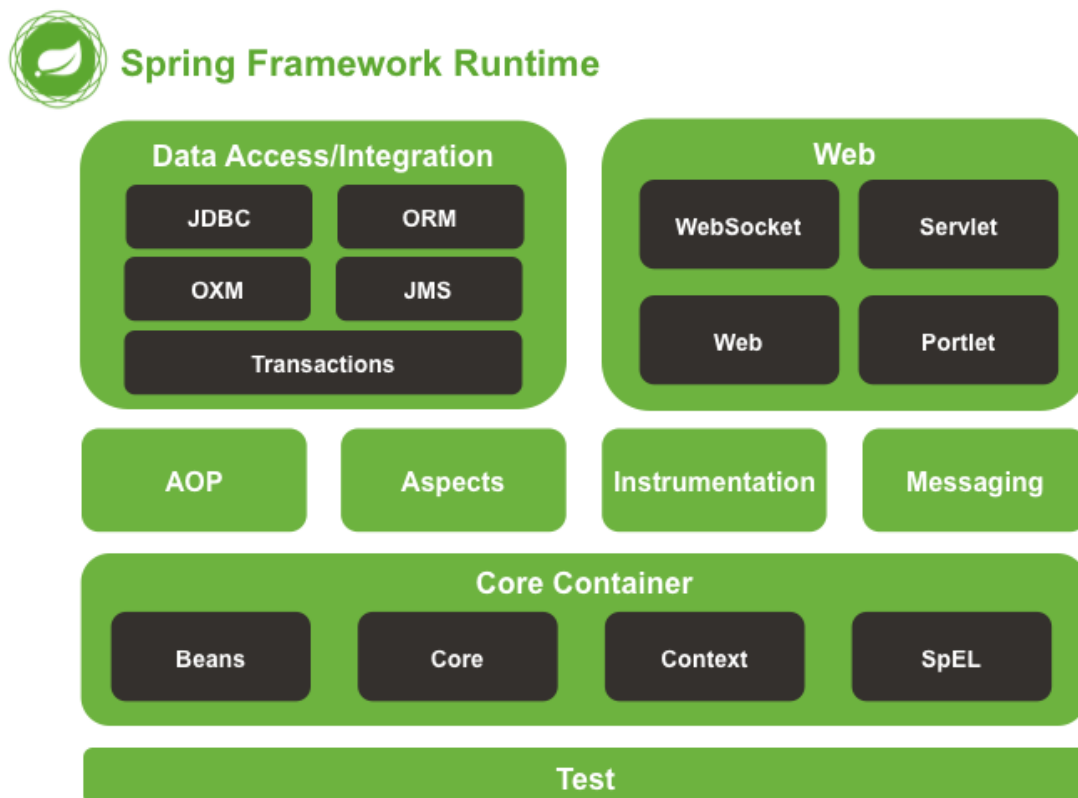 Spring Framework Runtime
Data Access/Integration
JDBC
ORM
OXM
JMS
Transactions
Web
WebSocket
Servlet
Web
Portlet
AOP
Aspects
Instrumentation
Messaging
Core Container
Beans
Core
Context
SpEL
Test